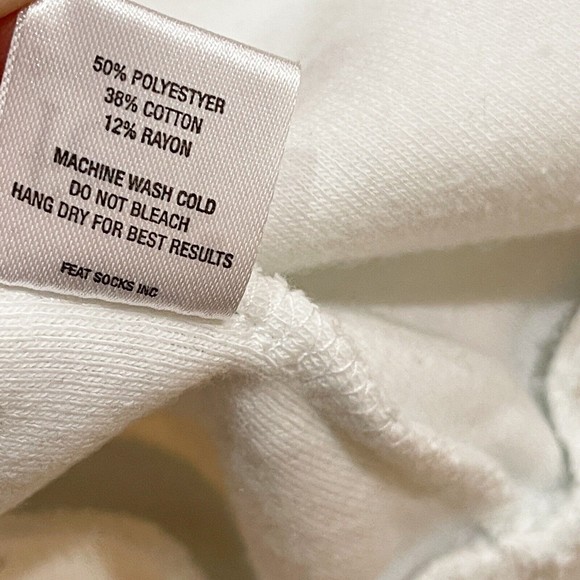 50% POLYESTYER
38% COTTON
12% RAYON
MACHINE WASH COLD
DO NOT BLEACH
HANG DRY FOR BEST RESULTS
FEAT SOCKS INC